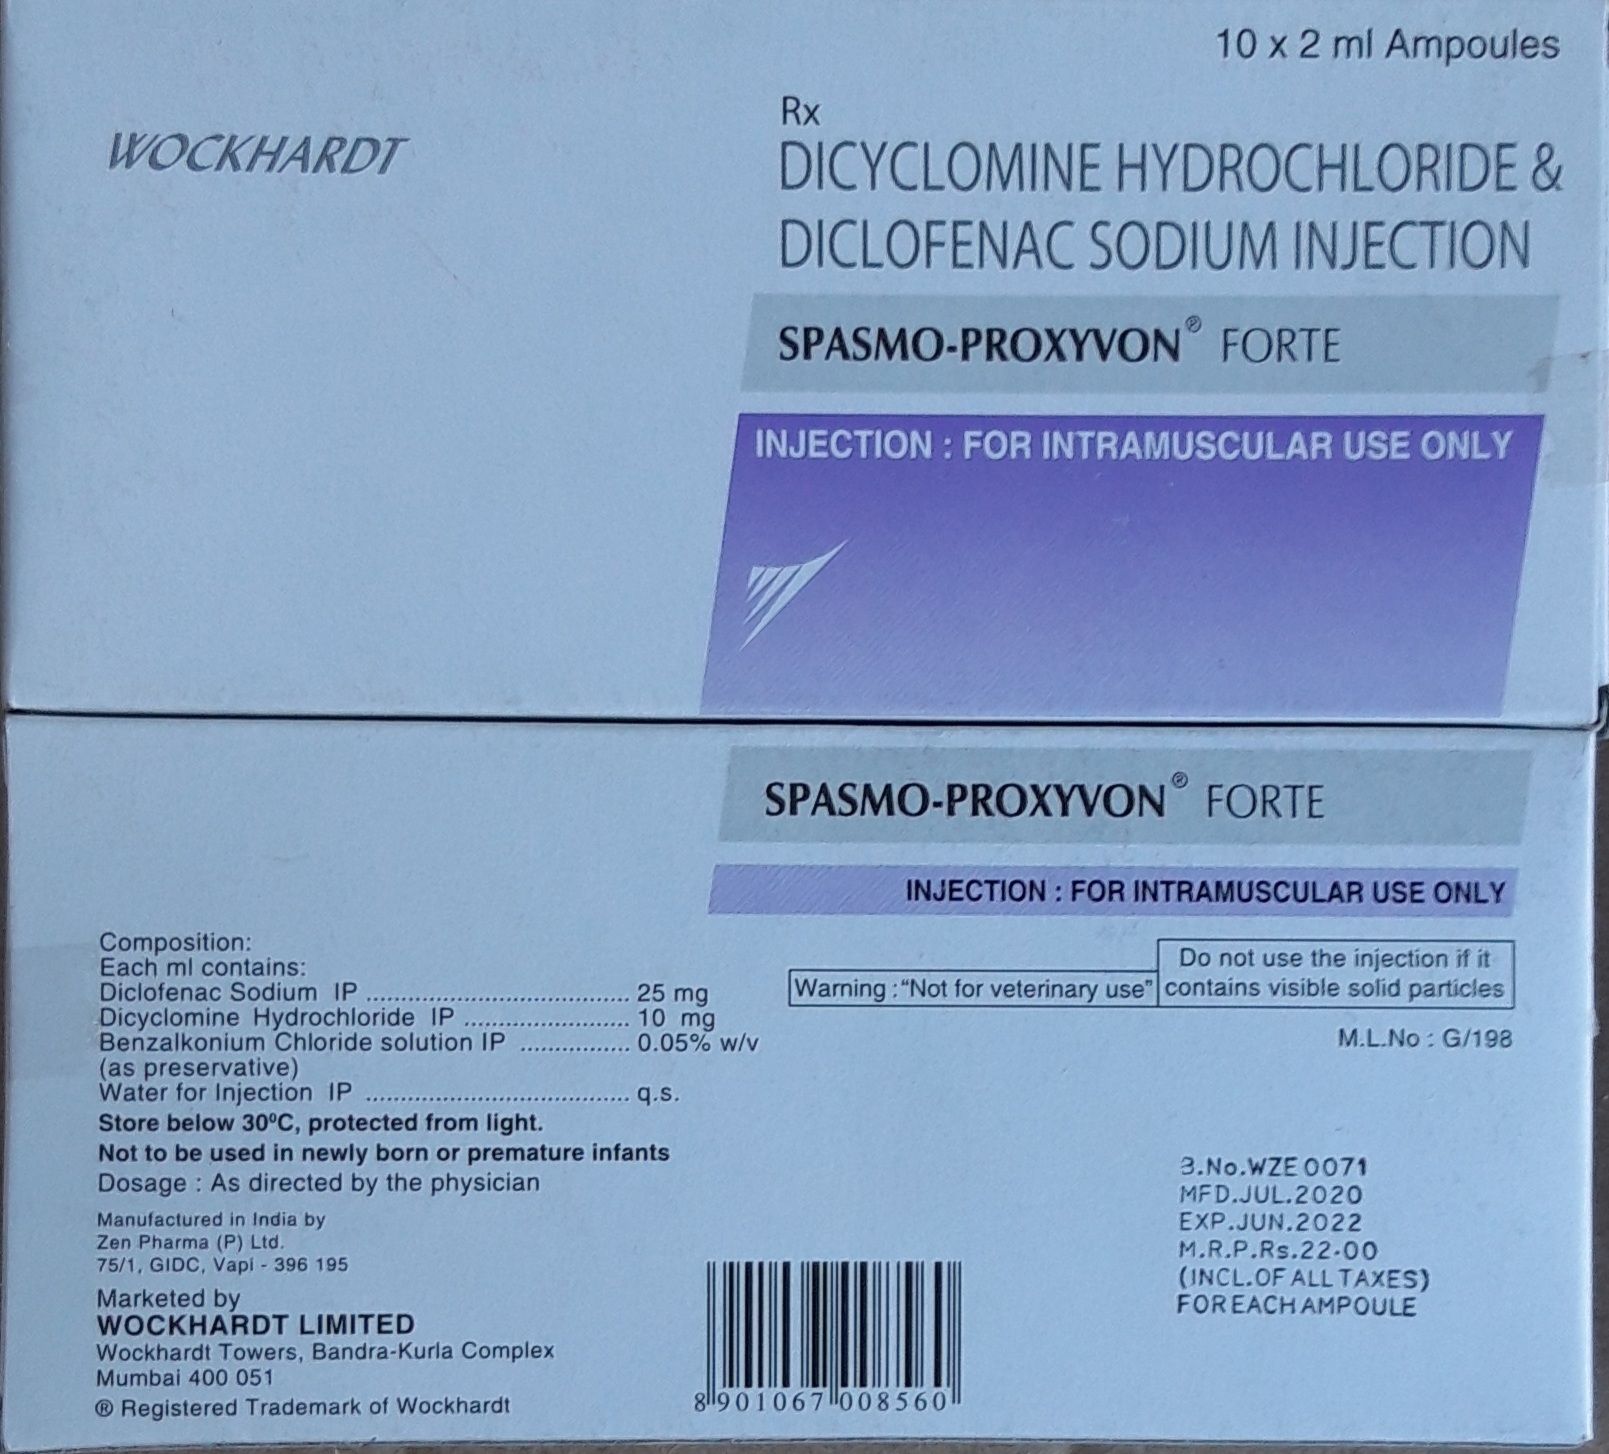 10 x 2 ml Ampoules
WOCKHARDT
Rx
DICYCLOMINE HYDROCHLORIDE &
DICLOFENAC SODIUM INJECTION
SPASMO-PROXYVON® FORTE
INJECTION : FOR INTRAMUSCULAR USE ONLY
SPASMO-PROXYVON® FORTE
INJECTION : FOR INTRAMUSCULAR USE ONLY
Composition:
Each ml contains:
Diclofenac Sodium IP ...................................... 25 mg
Dicyclomine Hydrochloride IP ........................ 10 mg
Benzalkonium Chloride solution IP ................ 0.05% w/v
(as preservative)
Water for Injection IP ...................................... q.s.
Store below 30ºC, protected from light.
Not to be used in newly born or premature infants
Dosage : As directed by the physician
Manufactured in India by
Zen Pharma (P) Ltd.
75/1, GIDC, Vapi - 396 195
Marketed by
WOCKHARDT LIMITED
Wockhardt Towers, Bandra-Kurla Complex
Mumbai 400 051
® Registered Trademark of Wockhardt
Warning : "Not for veterinary use"
Do not use the injection if it
contains visible solid particles
M.L.No : G/198
B.No.WZE0071
MFD.JUL.2020
EXP.JUN.2022
M.R.P.Rs.22.00
(INCL.OF ALL TAXES)
FOR EACH AMPOULE
8 901067 008560